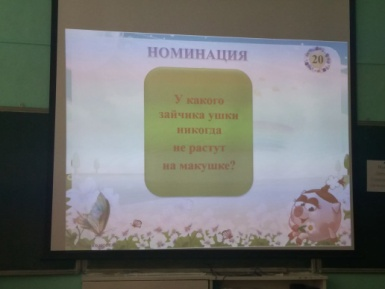 НОМИНАЦИЯ
20
У какого
зайчика ушки
никогда
не растут
на макушке?